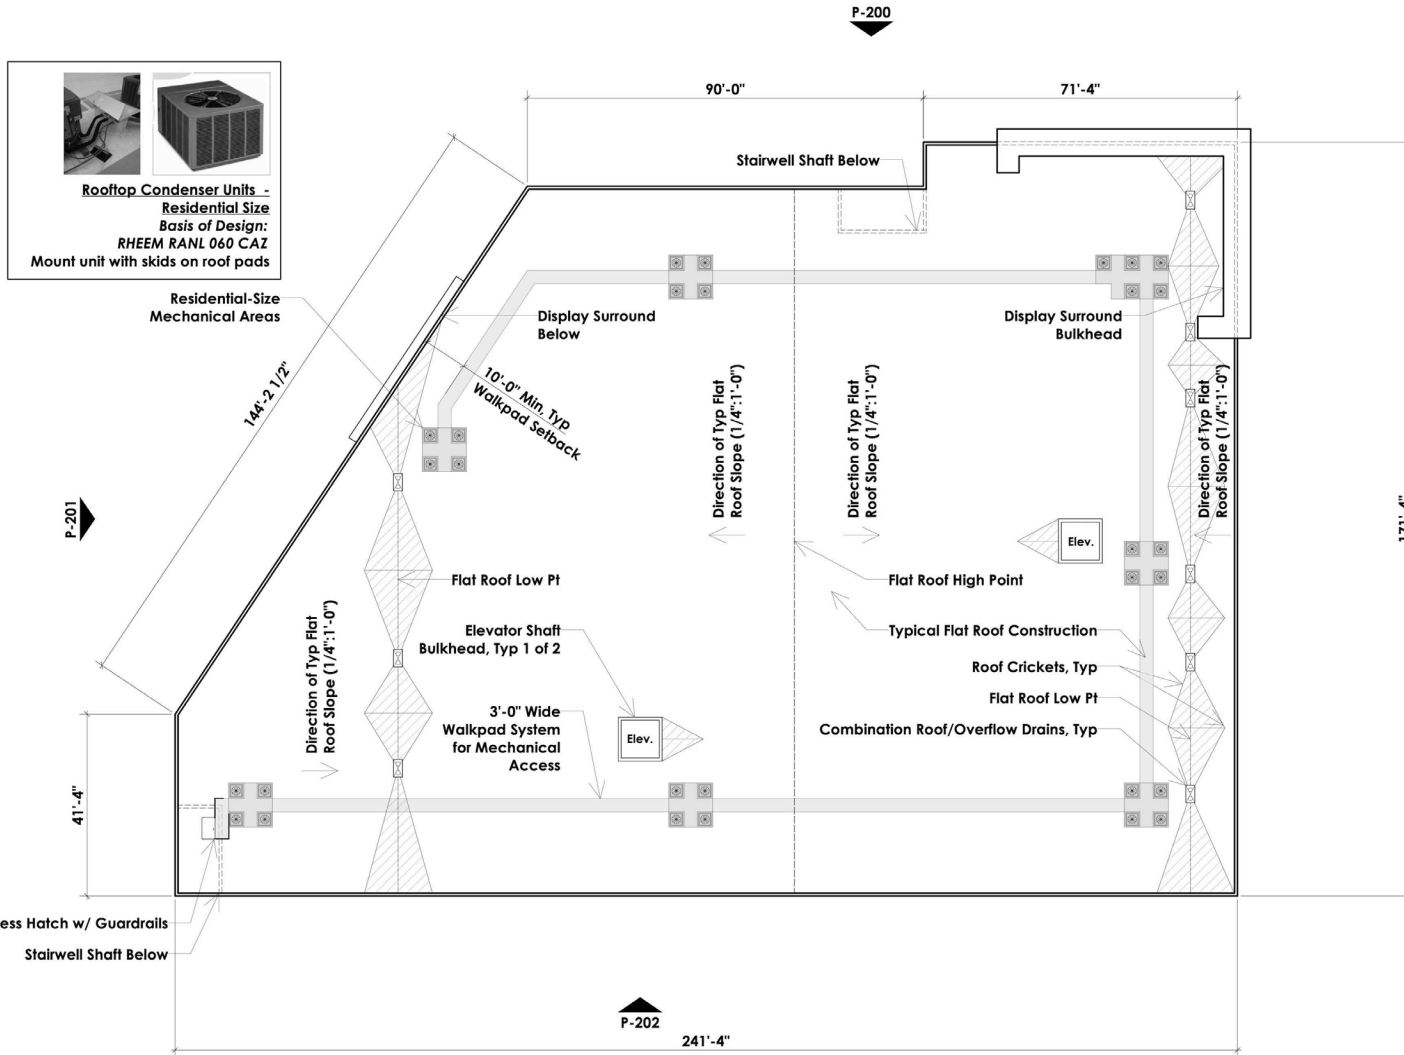 P-200
90'-0"
71'-4"
Rooftop Condenser Units -
Residential Size
Basis of Design:
RHEEM RANL 060 CAZ
Mount unit with skids on roof pads
Stairwell Shaft Below
Residential-Size
Mechanical Areas
Display Surround
Below
Display Surround
Bulkhead
144'-2 1/2"
10'-0" Min, Typ
Walkpad Setback
Direction of Typ Flat
Roof Slope (1/4":1'-0")
Direction of Typ Flat
Roof Slope (1/4":1'-0")
Direction of Typ Flat
Roof Slope (1/4":1'-0")
P-201
Elev.
Flat Roof Low Pt
Flat Roof High Point
Elevator Shaft
Bulkhead, Typ 1 of 2
Typical Flat Roof Construction
Direction of Typ Flat
Roof Slope (1/4":1'-0")
Roof Crickets, Typ
Flat Roof Low Pt
3'-0" Wide
Walkpad System
for Mechanical
Access
Elev.
Combination Roof/Overflow Drains, Typ
41'-4"
ess Hatch w/ Guardrails
Stairwell Shaft Below
P-202
241'-4"